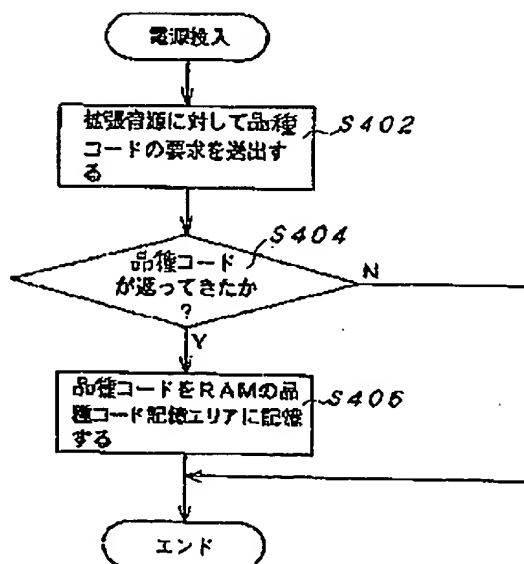 電源投入
拡張音源に対して品種
コードの要求を送出す
る
S402
S404
品種コード
が返ってきたか
?
N
Y
品種コードをRAMの品
種コード記憶エリアに記憶
する
S406
エンド